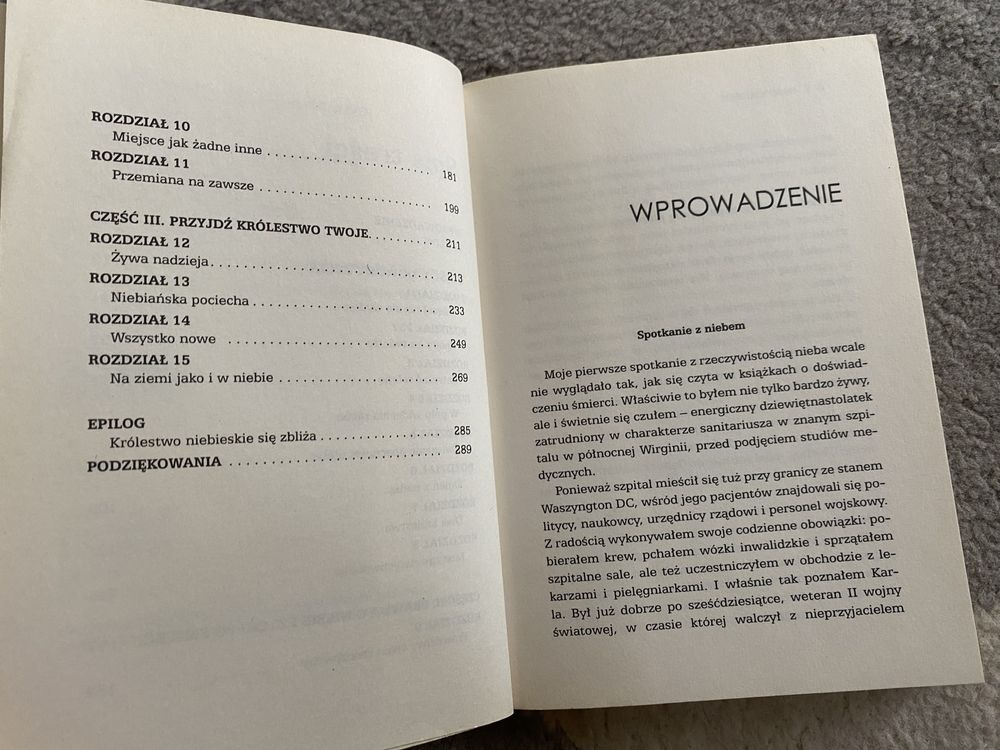 ROZDZIAŁ 10
Miejsce jak żadne inne . . . . . . . . . . . . . . . . . . . . . . . 181
ROZDZIAŁ 11
Przemiana na zawsze . . . . . . . . . . . . . . . . . . . . . . . . 199
CZĘŚĆ III. PRZYJDŹ KRÓLESTWO TWOJE. . . . . . . . . . 211
ROZDZIAŁ 12
Żywa nadzieja. . . . . . . . . . . . . . . . . . . . . . . . . . . . . 213
ROZDZIAŁ 13
Niebiańska pociecha . . . . . . . . . . . . . . . . . . . . . . . . 233
ROZDZIAŁ 14
Wszystko nowe . . . . . . . . . . . . . . . . . . . . . . . . . . . 249
ROZDZIAŁ 15
Na ziemi jako i w niebie . . . . . . . . . . . . . . . . . . . . . 269
EPILOG
Królestwo niebieskie się zbliża . . . . . . . . . . . . . . . . 285
PODZIĘKOWANIA . . . . . . . . . . . . . . . . . . . . . . . . . . . 289
WPROWADZENIE
Spotkanie z niebem
Moje pierwsze spotkanie z rzeczywistością nieba wcale
nie wyglądało tak, jak się czyta w książkach o doświad-
czeniu śmierci. Właściwie to byłem nie tylko bardzo żywy,
ale i świetnie się czułem – energiczny dziewiętnastolatek
zatrudniony w charakterze sanitariusza w znanym szpi-
talu w północnej Wirginii, przed podjęciem studiów me-
dycznych.
Ponieważ szpital mieścił się tuż przy granicy ze stanem
Waszyngton DC, wśród jego pacjentów znajdowali się po-
litycy, naukowcy, urzędnicy rządowi i personel wojskowy.
Z radością wykonywałem swoje codzienne obowiązki: po-
bierałem krew, pchałem wózki inwalidzkie i sprzątałem
szpitalne sale, ale też uczestniczyłem w obchodzie z le-
karzami i pielęgniarkami. I właśnie tak poznałem Kar-
la. Był już dobrze po sześćdziesiątce, weteran II wojny
światowej, w czasie której walczył z nieprzyjacielem